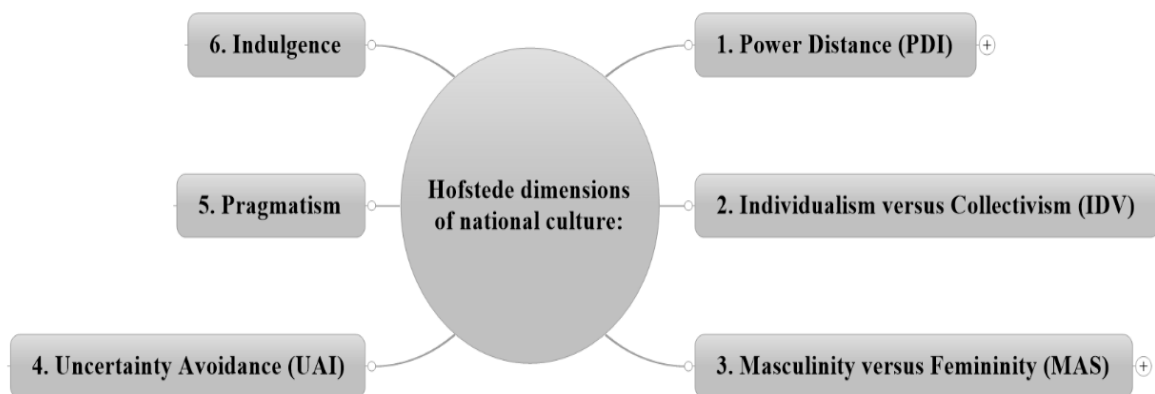 Hofstede dimensions
of national culture:
1. Power Distance (PDI)
2. Individualism versus Collectivism (IDV)
3. Masculinity versus Femininity (MAS)
4. Uncertainty Avoidance (UAI)
5. Pragmatism
6. Indulgence